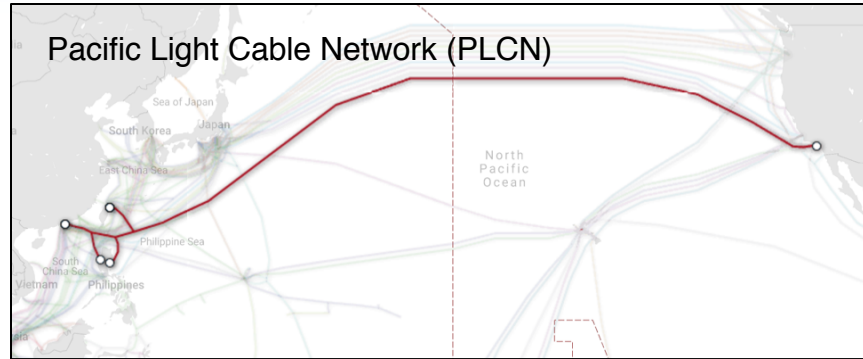 Pacific Light Cable Network (PLCN)
Sea of Japan
South Korea
Japan
East China Sea
North
Pacific
Ocean
Philippine Sea
South
China Sea
Vietnam
Philippines